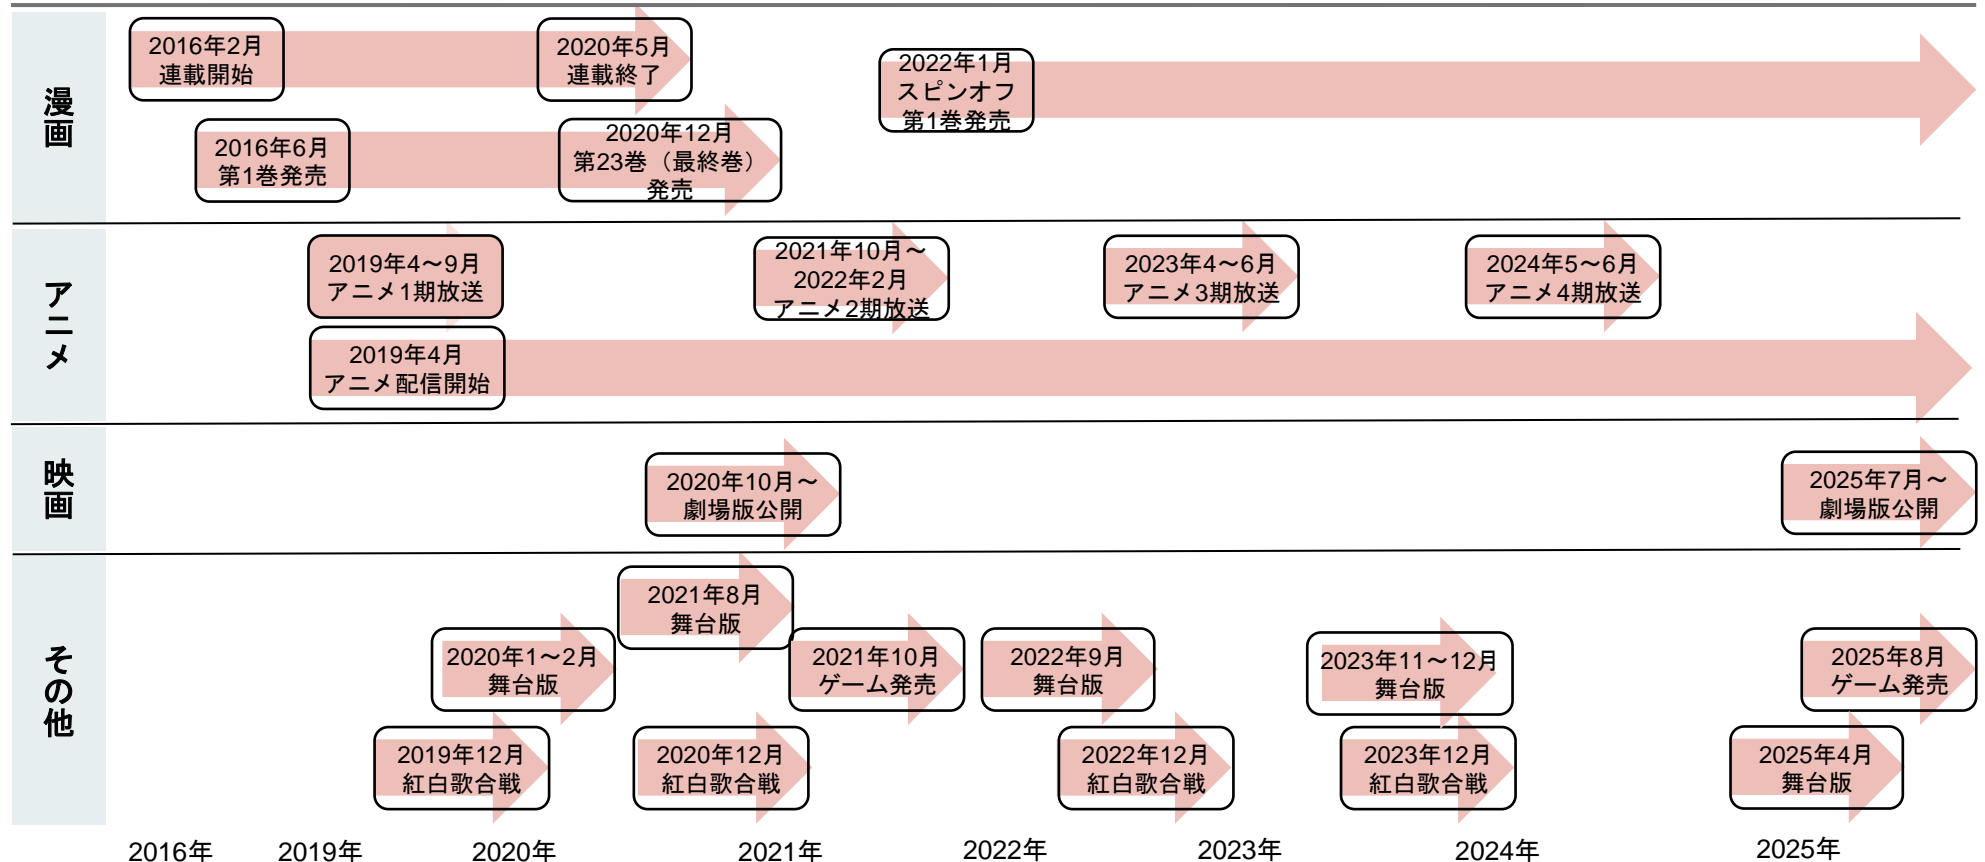 漫画
2016年2月
連載開始
2020年5月
連載終了
2022年1月
スピンオフ
第1巻発売
2016年6月
第1巻発売
2020年12月
第23巻（最終巻）
発売
アニメ
2019年4～9月
アニメ1期放送
2021年10月～
2022年2月
アニメ2期放送
2023年4～6月
アニメ3期放送
2024年5～6月
アニメ4期放送
2019年4月
アニメ配信開始
映画
2020年10月～
劇場版公開
2025年7月～
劇場版公開
その他
2021年8月
舞台版
2020年1～2月
舞台版
2021年10月
ゲーム発売
2022年9月
舞台版
2023年11～12月
舞台版
2025年8月
ゲーム発売
2019年12月
紅白歌合戦
2020年12月
紅白歌合戦
2022年12月
紅白歌合戦
2023年12月
紅白歌合戦
2025年4月
舞台版
2016年
2019年
2020年
2021年
2022年
2023年
2024年
2025年